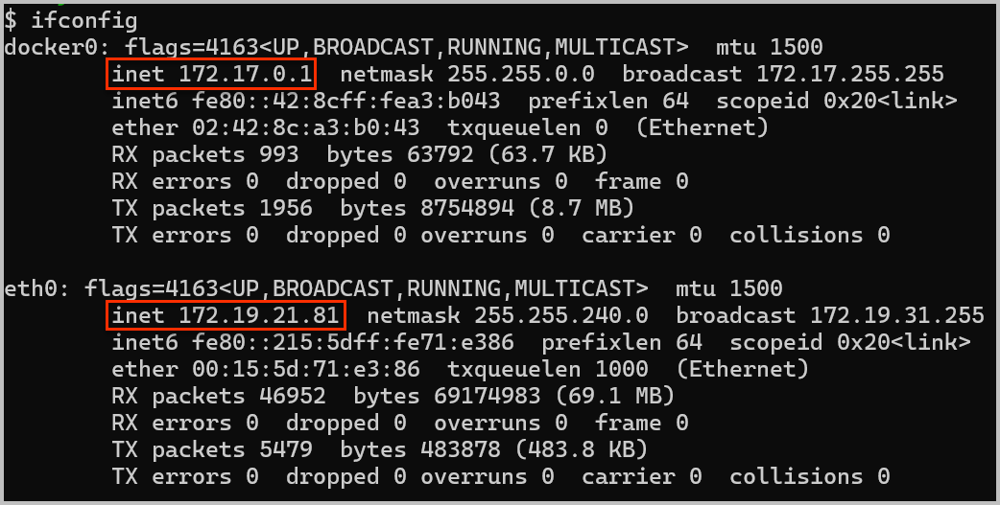 $ ifconfig
docker0: flags=4163<UP,BROADCAST,RUNNING,MULTICAST>  mtu 1500
        inet 172.17.0.1  netmask 255.255.0.0  broadcast 172.17.255.255
        inet6 fe80::42:8cff:fea3:b043  prefixlen 64  scopeid 0x20<link>
        ether 02:42:8c:a3:b0:43  txqueuelen 0  (Ethernet)
        RX packets 993  bytes 63792 (63.7 KB)
        RX errors 0  dropped 0  overruns 0  frame 0
        TX packets 1956  bytes 8754894 (8.7 MB)
        TX errors 0  dropped 0 overruns 0  carrier 0  collisions 0

eth0: flags=4163<UP,BROADCAST,RUNNING,MULTICAST>  mtu 1500
        inet 172.19.21.81  netmask 255.255.240.0  broadcast 172.19.31.255
        inet6 fe80::215:5dff:fe71:e386  prefixlen 64  scopeid 0x20<link>
        ether 00:15:5d:71:e3:86  txqueuelen 1000  (Ethernet)
        RX packets 46952  bytes 69174983 (69.1 MB)
        RX errors 0  dropped 0  overruns 0  frame 0
        TX packets 5479  bytes 483878 (483.8 KB)
        TX errors 0  dropped 0 overruns 0  carrier 0  collisions 0